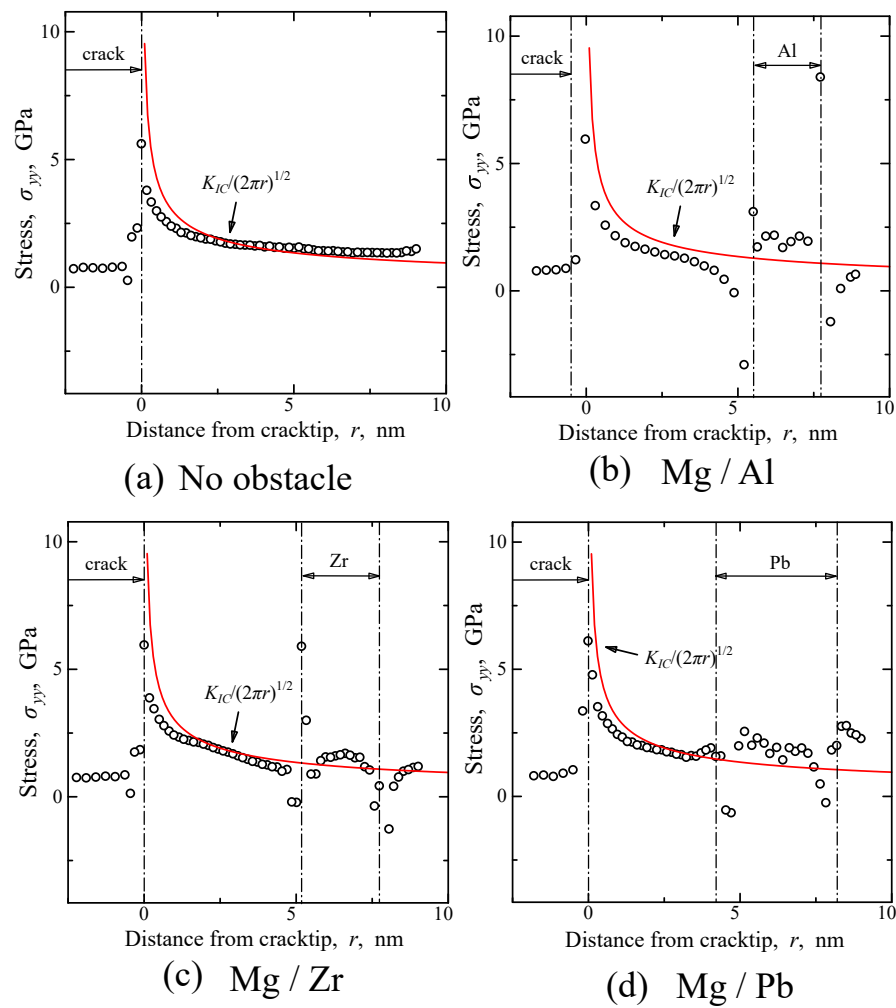 10
5
0
Stress, σyy, GPa
crack
KIC/(2πr)1/2
0
5
10
Distance from cracktip, r, nm
(a) No obstacle
10
5
0
Stress, σyy, GPa
crack
Al
KIC/(2πr)1/2
0
5
10
Distance from cracktip, r, nm
(b) Mg / Al
10
5
0
Stress, σyy, GPa
crack
Zr
KIC/(2πr)1/2
0
5
10
Distance from cracktip, r, nm
(c) Mg / Zr
10
5
0
Stress, σyy, GPa
crack
Pb
KIC/(2πr)1/2
0
5
10
Distance from cracktip, r, nm
(d) Mg / Pb